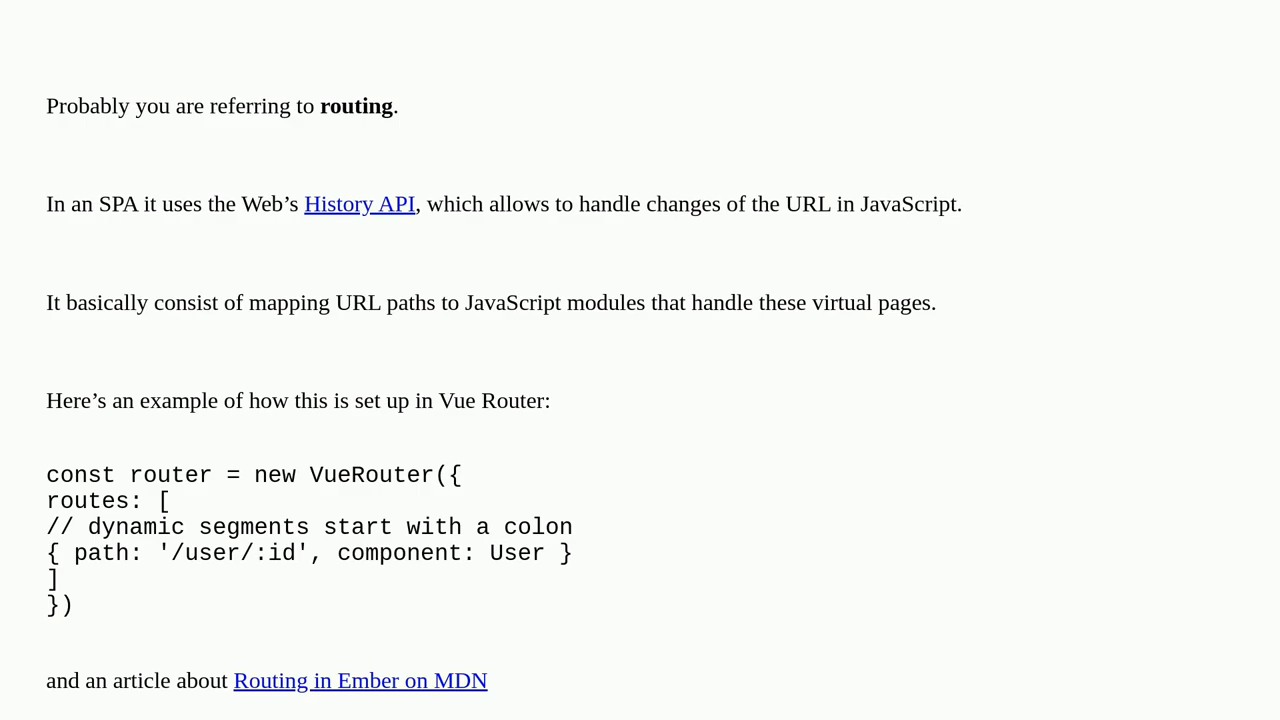 Probably you are referring to routing.
In an SPA it uses the Web’s History API, which allows to handle changes of the URL in JavaScript.
It basically consist of mapping URL paths to JavaScript modules that handle these virtual pages.
Here’s an example of how this is set up in Vue Router:
const router = new VueRouter({
routes: [
// dynamic segments start with a colon
{ path: '/user/:id', component: User }
]
})
and an article about Routing in Ember on MDN